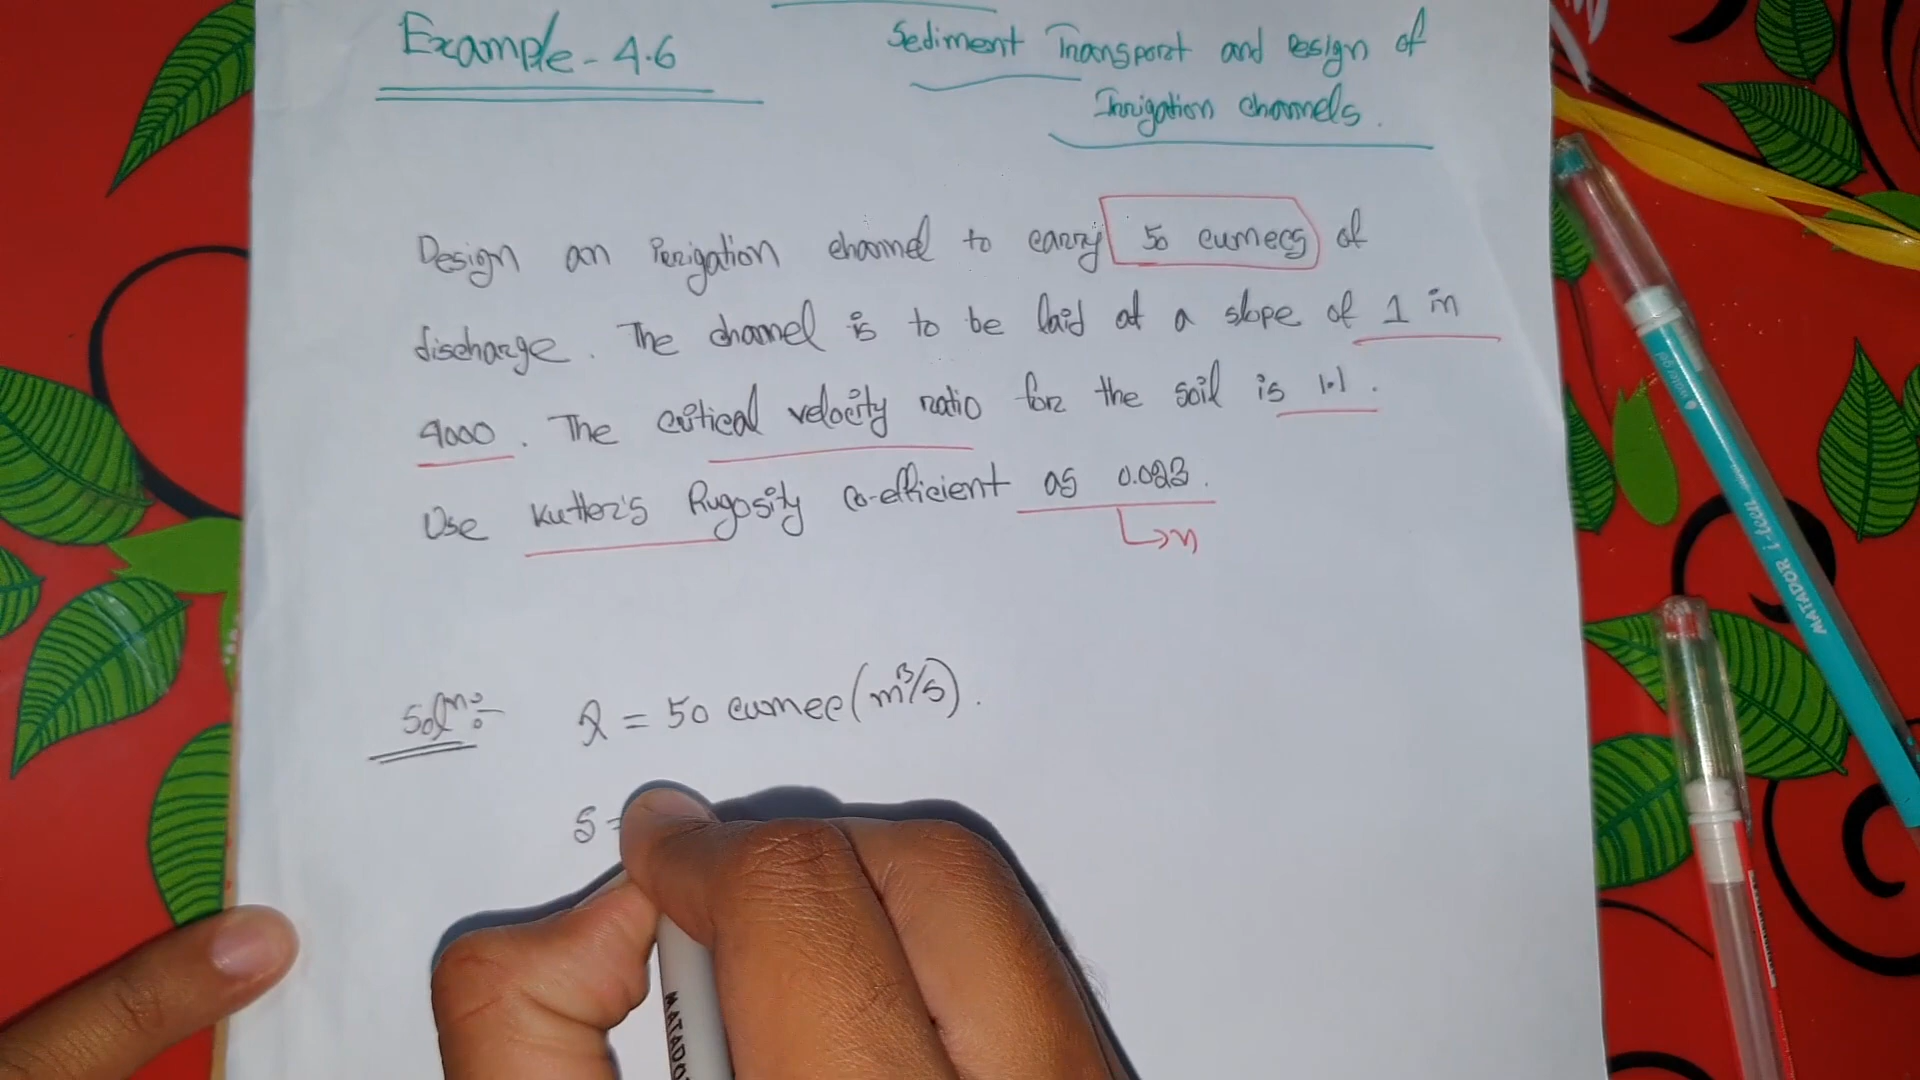 Example - 4.6
Sediment Transport and Design of
Irrigation channels.
Design an Irrigation channel to carry 50 cumecs of
discharge. The channel is to be laid at a slope of 1 in
4000. The critical velocity ratio for the soil is 1.1.
Use Kutter's Rugosity Co-efficient as 0.023.
↳n
Solⁿ:-
Q = 50 cumec (m³/s).
S =
MATADOR i-teen
MATADO